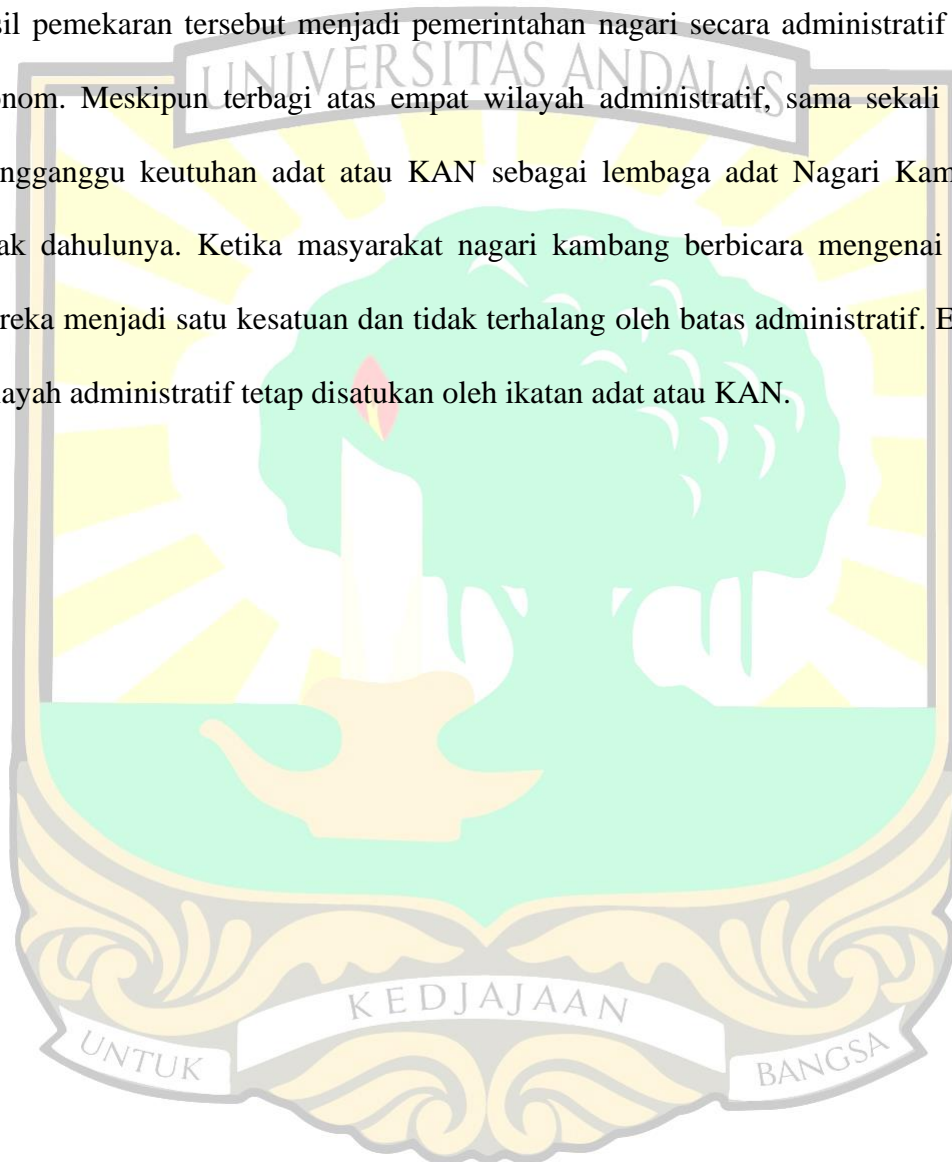 sil pemekaran tersebut menjadi pemerintahan nagari secara administratif
UNIVERSITAS ANDALAS
onom. Meskipun terbagi atas empat wilayah administratif, sama sekali
ngganggu keutuhan adat atau KAN sebagai lembaga adat Nagari Kam
ak dahulunya. Ketika masyarakat nagari kambang berbicara mengenai
reka menjadi satu kesatuan dan tidak terhalang oleh batas administratif. E
layah administratif tetap disatukan oleh ikatan adat atau KAN.
KEDJAJAAN
UNTUK BANGSA